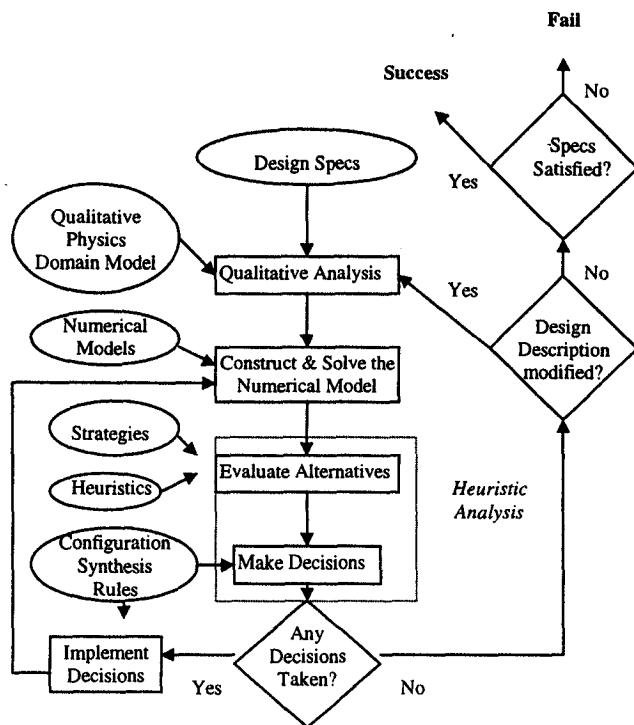 Fail
Success
No
Specs
Satisfied?
Yes
Design Specs
Qualitative
Physics
Domain Model
Qualitative Analysis
Yes
No
Design
Description
modified?
Numerical
Models
Construct & Solve the
Numerical Model
Strategies
Evaluate Alternatives
Heuristics
Heuristic
Analysis
Configuration
Synthesis
Rules
Make Decisions
Any
Decisions
Taken?
Implement
Decisions
Yes
No